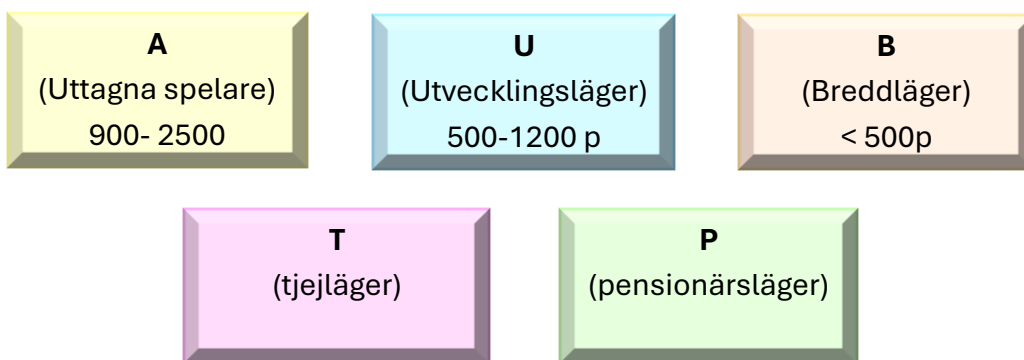 A
(Uttagna spelare)
900- 2500
U
(Utvecklingsläger)
500-1200 p
B
(Breddläger)
< 500p
T
(tjejläger)
P
(pensionärsläger)